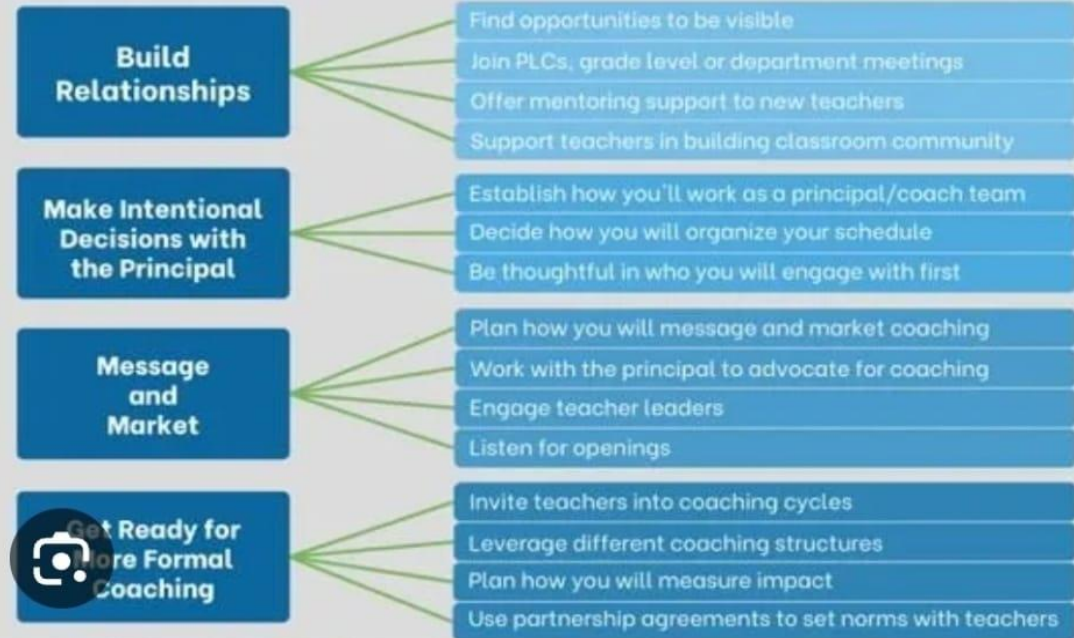 Build
Relationships
Find opportunities to be visible
Join PLCs, grade level or department meetings
Offer mentoring support to new teachers
Support teachers in building classroom community
Make Intentional
Decisions with
the Principal
Establish how you'll work as a principal/coach team
Decide how you will organize your schedule
Be thoughtful in who you will engage with first
Message
and
Market
Plan how you will message and market coaching
Work with the principal to advocate for coaching
Engage teacher leaders
Listen for openings
Get Ready for
More Formal
Coaching
Invite teachers into coaching cycles
Leverage different coaching structures
Plan how you will measure impact
Use partnership agreements to set norms with teachers